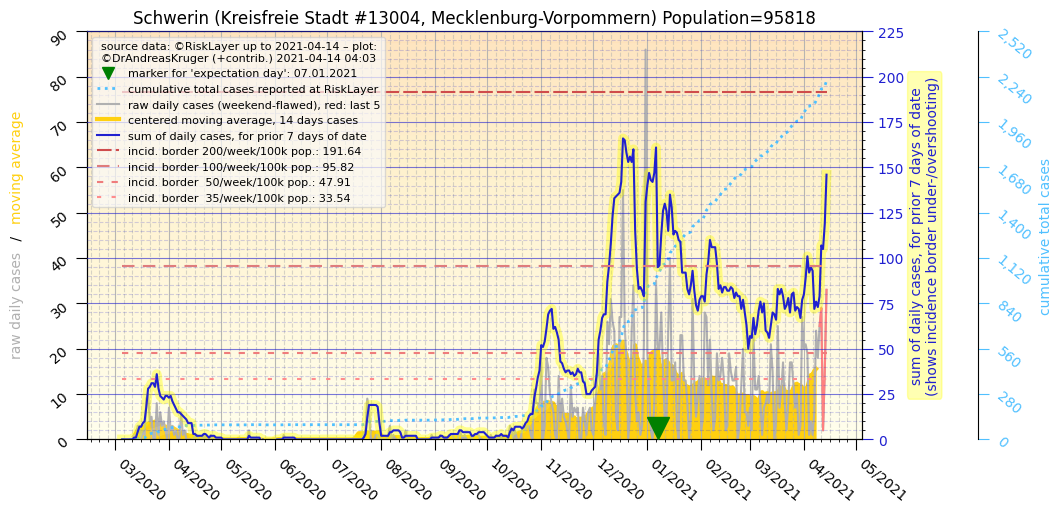 Schwerin (Kreisfreie Stadt #13004, Mecklenburg-Vorpommern) Population=95818
source data: ©RiskLayer up to 2021-04-14 – plot:
©DrAndreasKruger (+contrib.) 2021-04-14 04:03
marker for 'expectation day': 07.01.2021
cumulative total cases reported at RiskLayer
raw daily cases (weekend-flawed), red: last 5
centered moving average, 14 days cases
sum of daily cases, for prior 7 days of date
incid. border 200/week/100k pop.: 191.64
incid. border 100/week/100k pop.: 95.82
incid. border  50/week/100k pop.: 47.91
incid. border  35/week/100k pop.: 33.54
raw daily cases  /  moving average
90
80
70
60
50
40
30
20
10
0
03/2020
04/2020
05/2020
06/2020
07/2020
08/2020
09/2020
10/2020
11/2020
12/2020
01/2021
02/2021
03/2021
04/2021
05/2021
225
200
175
150
125
100
75
50
25
0
sum of daily cases, for prior 7 days of date
(shows incidence border under-/overshooting)
2,520
2,240
1,960
1,680
1,400
1,120
840
560
280
0
cumulative total cases